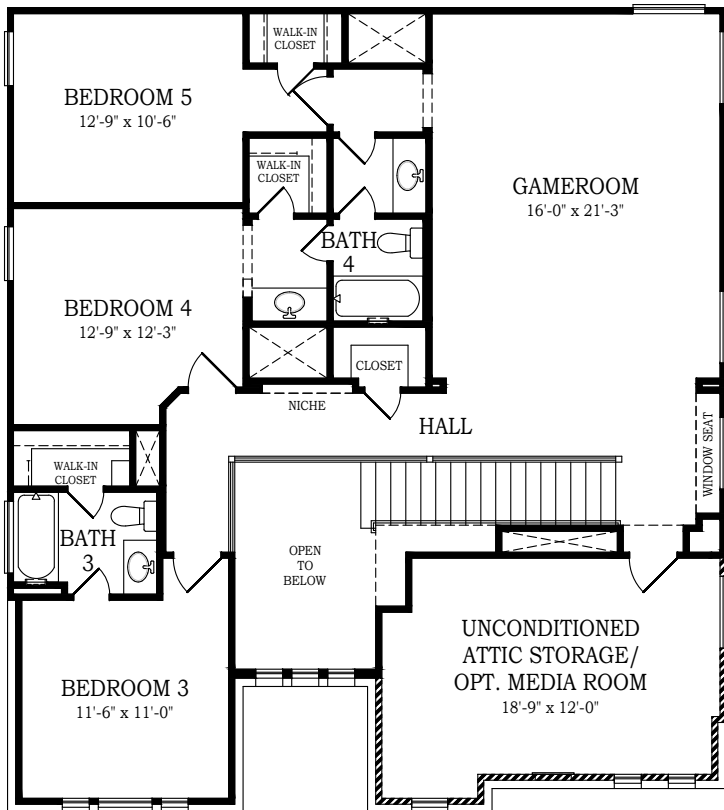 WALK-IN
CLOSET
BEDROOM 5
12'-9" x 10'-6"
WALK-IN
CLOSET
GAMEROOM
16'-0" x 21'-3"
BATH
4
BEDROOM 4
12'-9" x 12'-3"
CLOSET
NICHE
HALL
WINDOW SEAT
WALK-IN
CLOSET
BATH
3
OPEN
TO
BELOW
UNCONDITIONED
ATTIC STORAGE/
OPT. MEDIA ROOM
18'-9" x 12'-0"
BEDROOM 3
11'-6" x 11'-0"